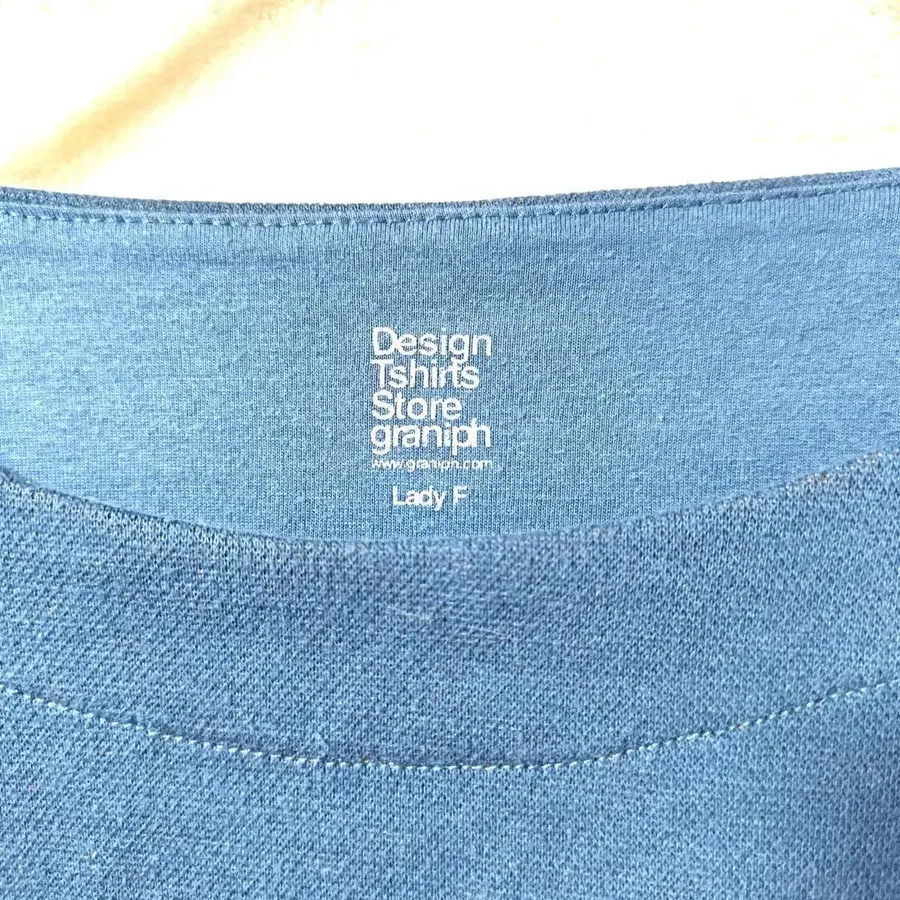 Design
Tshirts
Store
graniph
www.graniph.com
Lady F